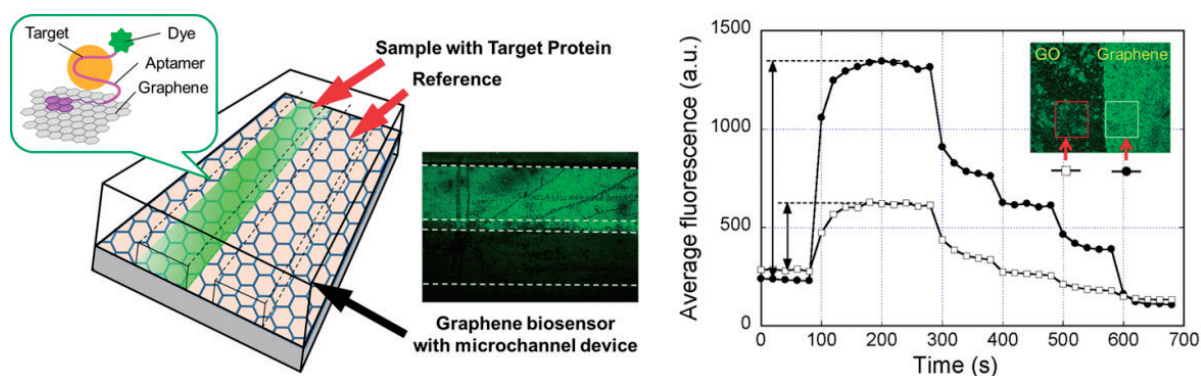 Target
Dye
Aptamer
Graphene
Sample with Target Protein
Reference
Graphene biosensor
with microchannel device
Average fluorescence (a.u.)
1500
1000
500
0
GO
Graphene
0
100
200
300
400
500
600
700
Time (s)